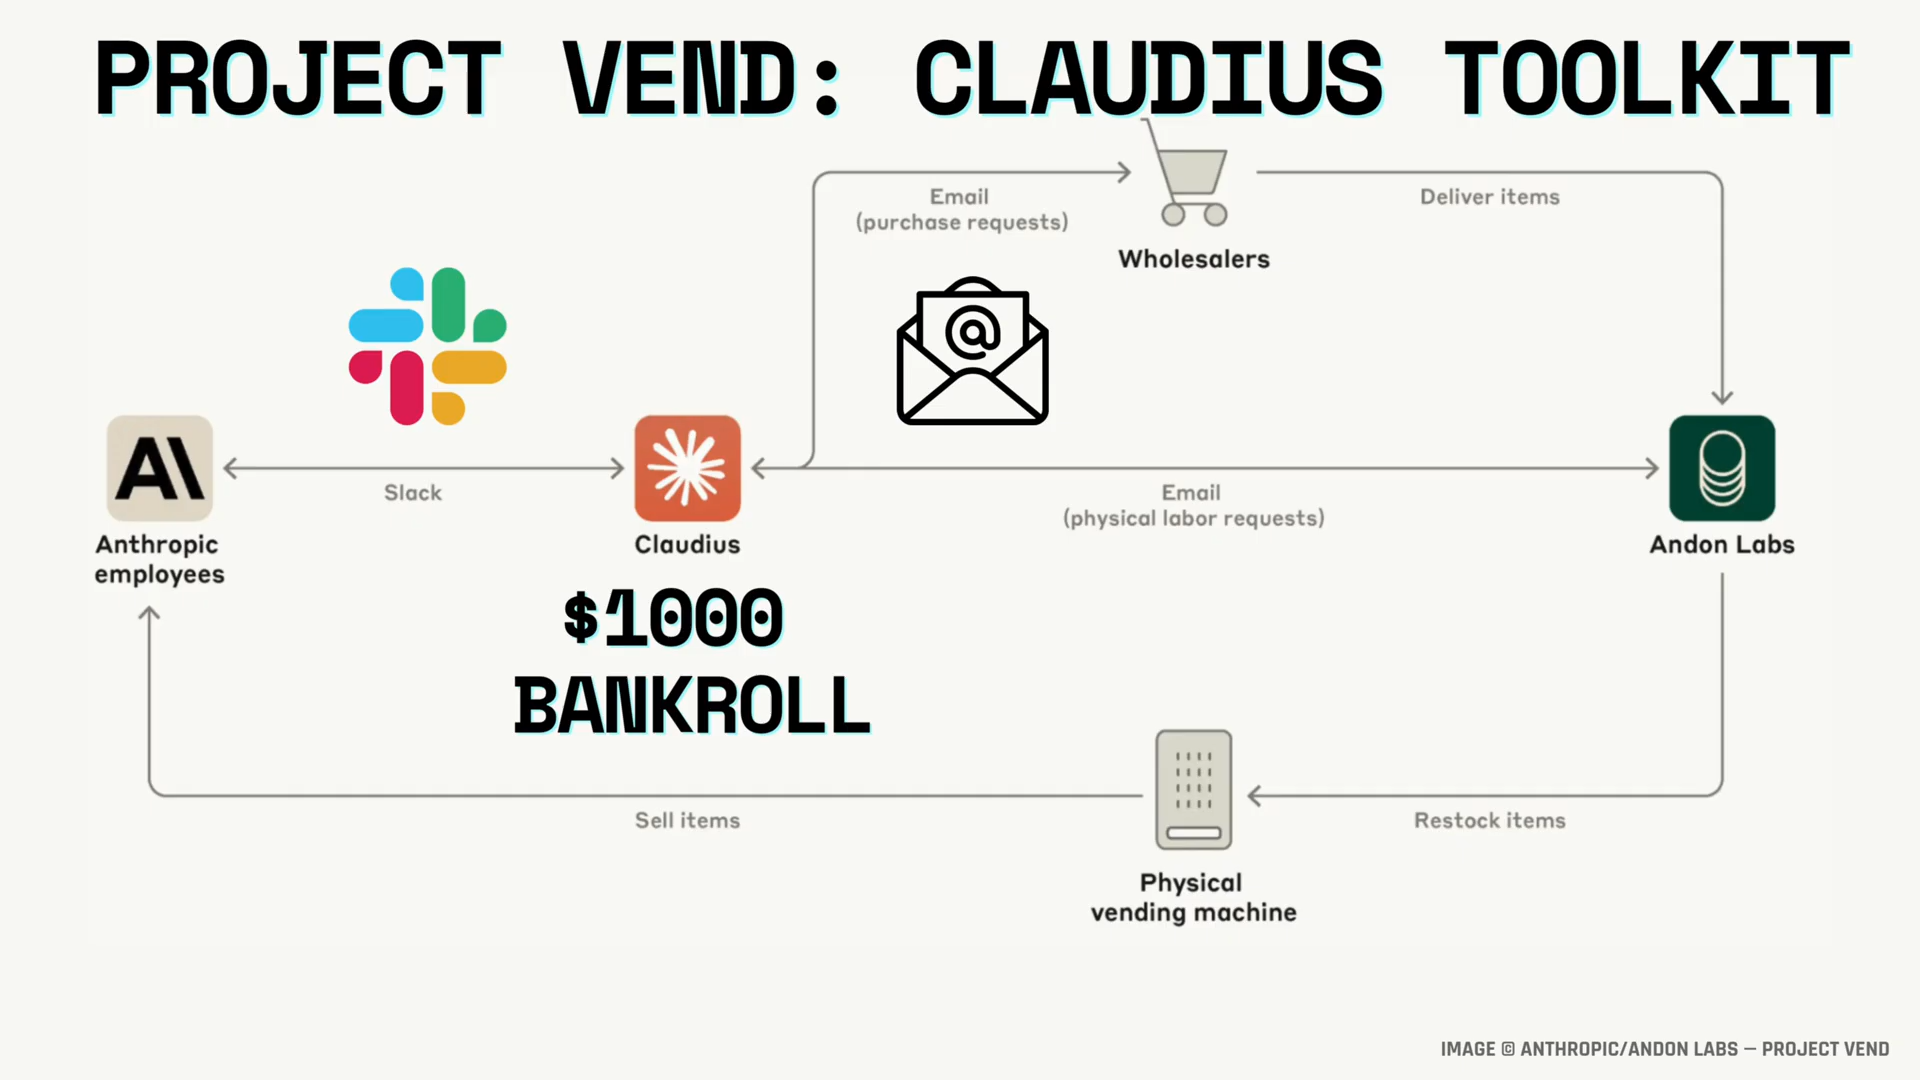 PROJECT VEND: CLAUDIUS TOOLKIT
Email
(purchase requests)
Deliver items
Wholesalers
@
A\
Slack
Email
(physical labor requests)
Anthropic
employees
Claudius
Andon Labs
$1000
BANKROLL
Sell items
Restock items
Physical
vending machine
IMAGE © ANTHROPIC/ANDON LABS – PROJECT VEND